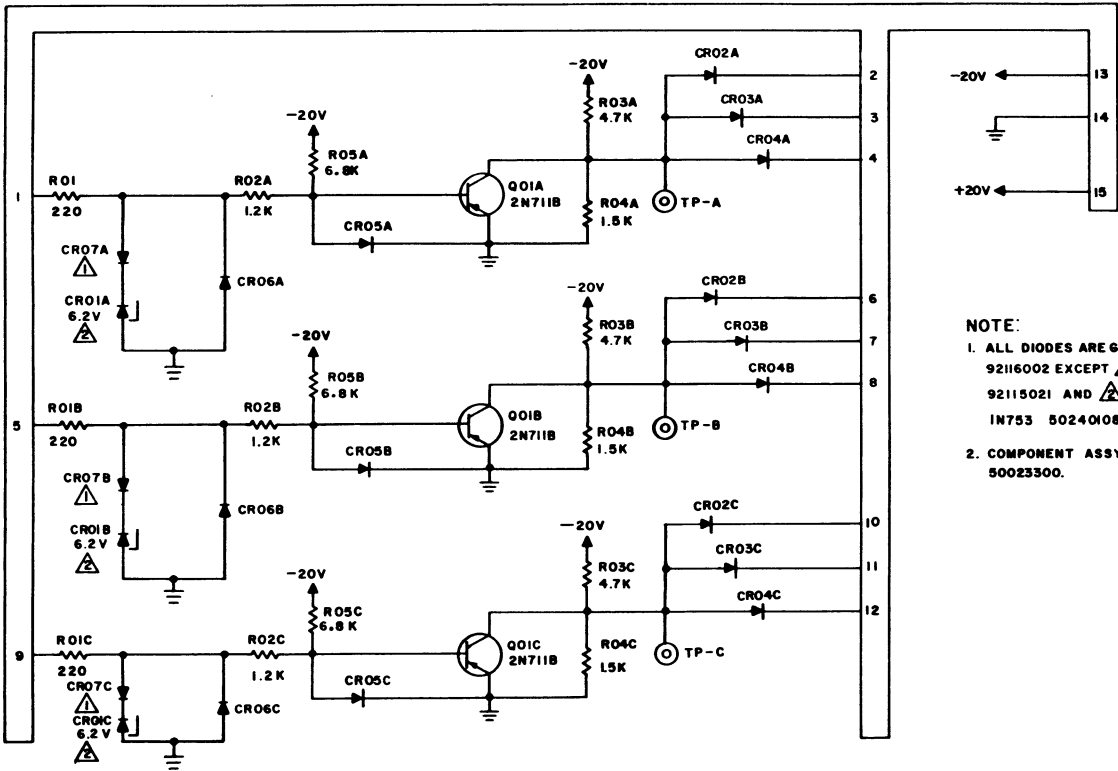 CR02A
-20V
2
-20V
13
R03A
4.7K
CR03A
3
14
-20V
CR04A
4
R05A
6.8K
R01
R02A
Q01A
2N711B
+20V
15
1
220
1.2K
R04A
1.5K
TP-A
CR05A
CR07A
1
CR06A
CR01A
6.2V
2
-20V
CR02B
6
R03B
4.7K
CR03B
7
NOTE:
-20V
CR04B
8
1. ALL DIODES ARE G
92116002 EXCEPT
R05B
6.8K
92115021 AND 2
R01B
R02B
Q01B
2N711B
1N753 50240108
5
220
1.2K
R04B
1.5K
TP-B
CR05B
2. COMPONENT ASSY
50023300.
CR07B
1
CR06B
CR01B
6.2V
2
-20V
CR02C
10
R03C
4.7K
CR03C
11
-20V
CR04C
12
R05C
6.8K
R01C
R02C
Q01C
2N711B
9
220
1.2K
R04C
1.5K
TP-C
CR05C
CR07C
1
CR06C
CR01C
6.2V
2